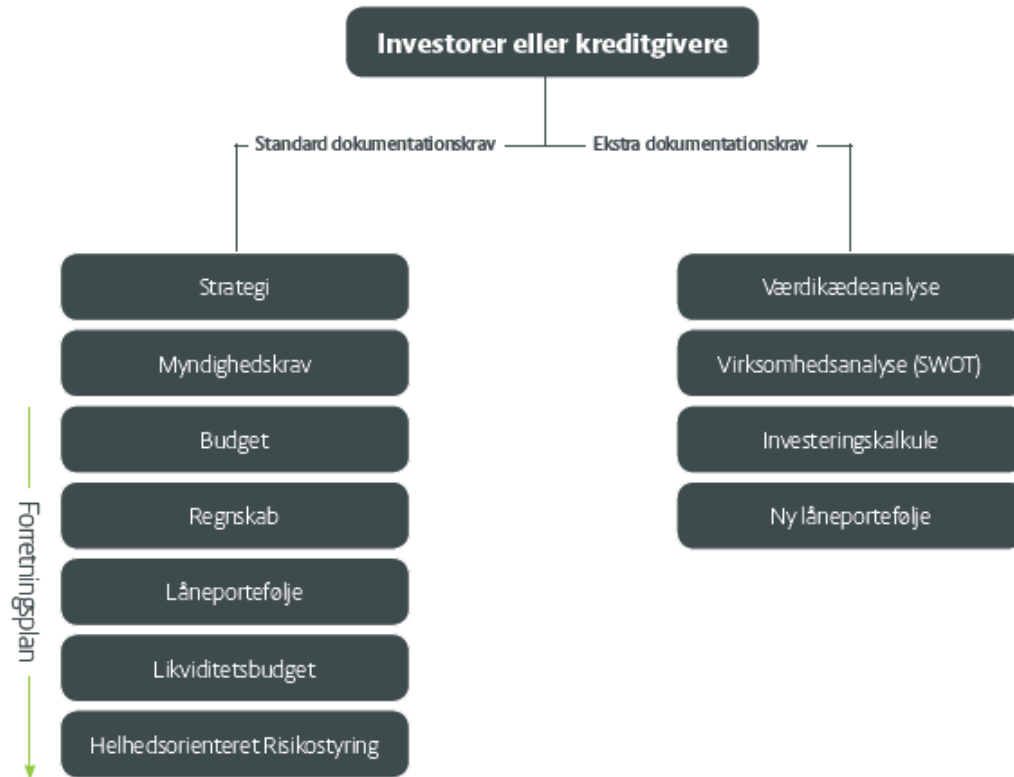 Investorer eller kreditgivere
Standard dokumentationskrav
Ekstra dokumentationskrav
Strategi
Myndighedskrav
Budget
Regnskab
Låneportefølje
Likviditetsbudget
Helhedsorienteret Risikostyring
Forretningsplan
Værdikædeanalyse
Virksomhedsanalyse (SWOT)
Investeringskalkule
Ny låneportefølje